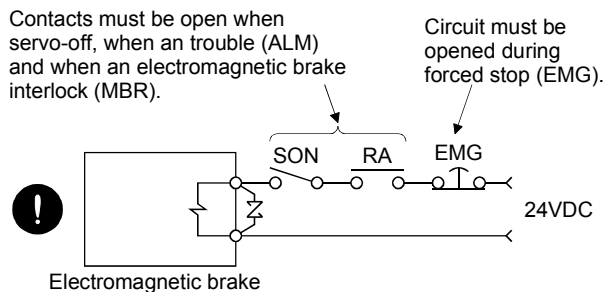 Contacts must be open when
servo-off, when an trouble (ALM)
and when an electromagnetic brake
interlock (MBR).
Circuit must be
opened during
forced stop (EMG).
SON
RA
EMG
24VDC
Electromagnetic brake